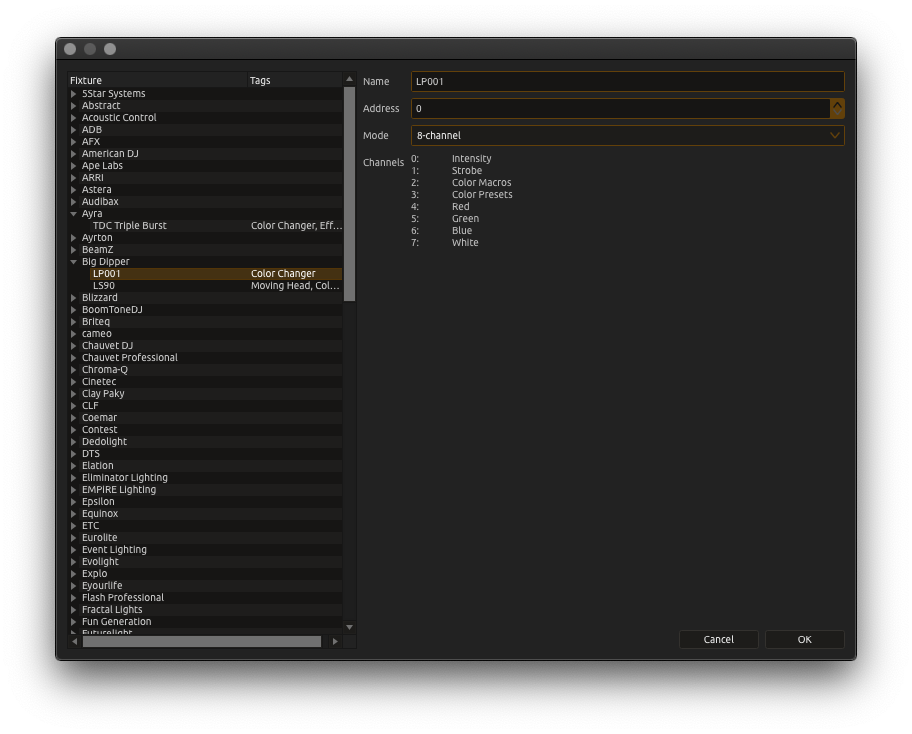 Fixture Tags
5Star Systems
Abstract
Acoustic Control
ADB
AFX
American DJ
Ape Labs
ARRI
Astera
Audibax
Ayra
TDC Triple Burst Color Changer, Eff...
Ayrton
BeamZ
Big Dipper
LP001 Color Changer
LS90 Moving Head, Col...
Blizzard
BoomToneDJ
Briteq
cameo
Chauvet DJ
Chauvet Professional
Chroma-Q
Cinetec
Clay Paky
CLF
Coemar
Contest
Dedolight
DTS
Elation
Eliminator Lighting
EMPIRE Lighting
Epsilon
Equinox
ETC
Eurolite
Event Lighting
Evolight
Explo
Eyourlife
Flash Professional
Fractal Lights
Fun Generation
Futurelight
Name LP001
Address 0
Mode 8-channel
Channels 0: Intensity
1: Strobe
2: Color Macros
3: Color Presets
4: Red
5: Green
6: Blue
7: White
Cancel OK